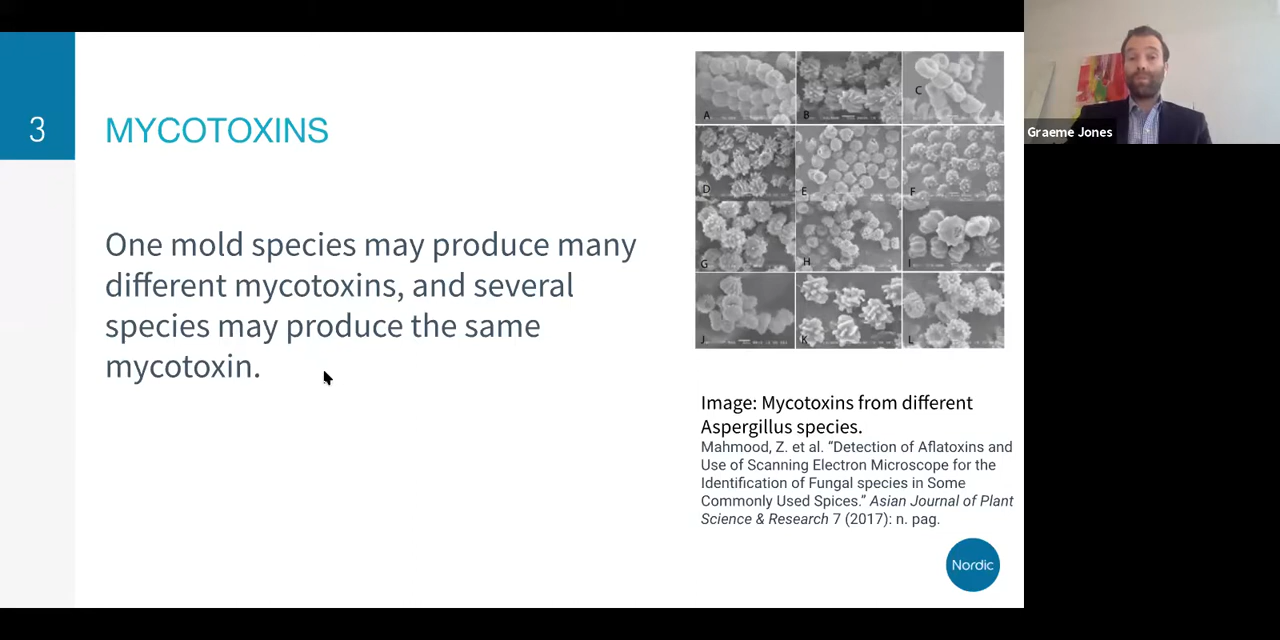 3
MYCOTOXINS
One mold species may produce many
different mycotoxins, and several
species may produce the same
mycotoxin.
A
B
C
D
E
F
G
H
I
J
K
L
Image: Mycotoxins from different
Aspergillus species.
Mahmood, Z. et al. “Detection of Aflatoxins and
Use of Scanning Electron Microscope for the
Identification of Fungal species in Some
Commonly Used Spices.” Asian Journal of Plant
Science & Research 7 (2017): n. pag.
Nordic
Graeme Jones